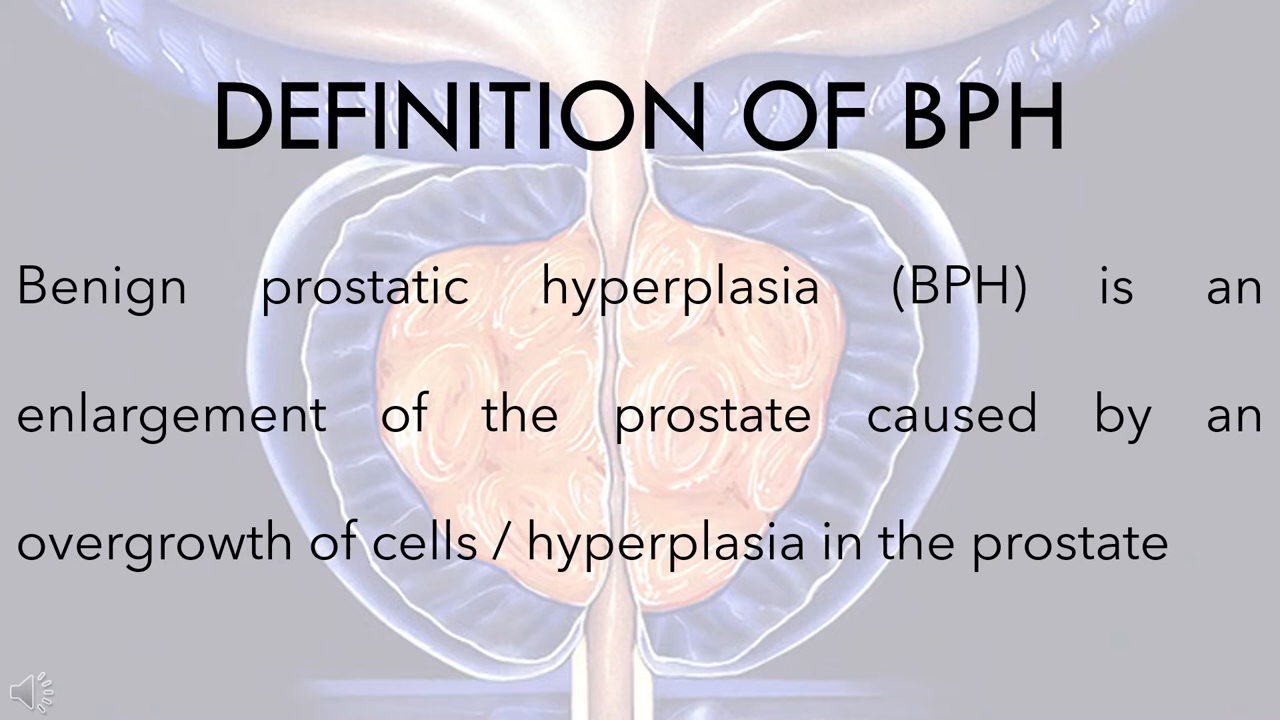 DEFINITION OF BPH
Benign prostatic hyperplasia (BPH) is an
enlargement of the prostate caused by an
overgrowth of cells / hyperplasia in the prostate